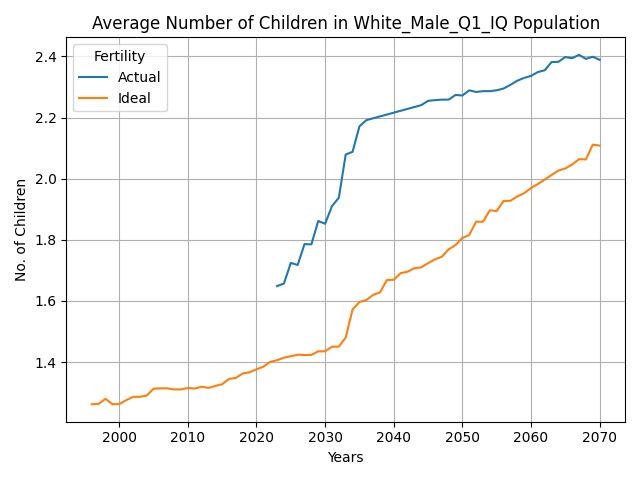 Average Number of Children in White_Male_Q1_IQ Population
Fertility
Actual
Ideal
No. of Children
2.4
2.2
2.0
1.8
1.6
1.4
2000 2010 2020 2030 2040 2050 2060 2070
Years